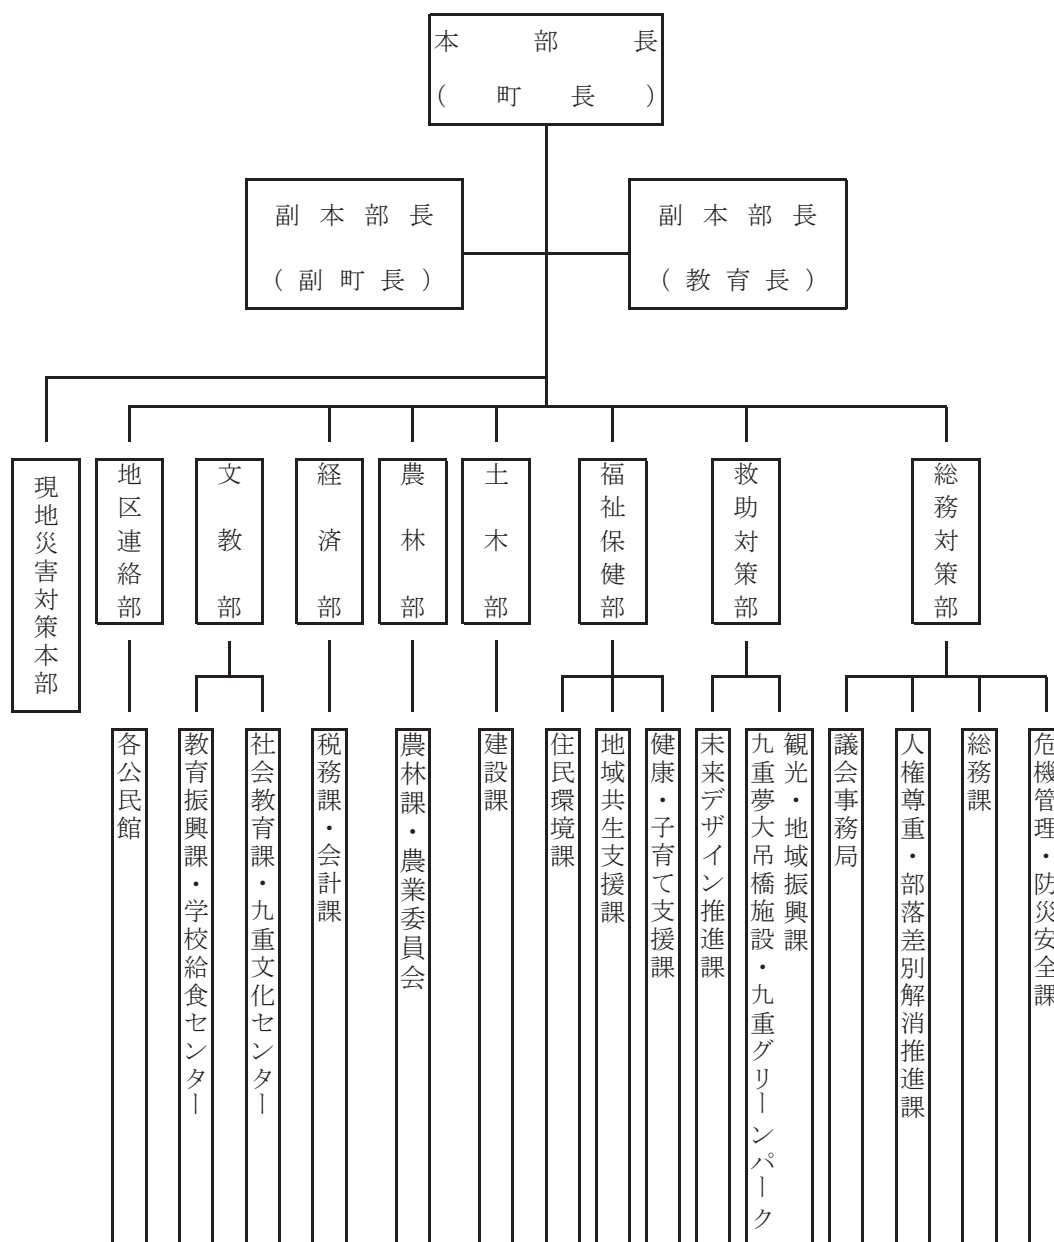 本部長
(町長)
副本部長
(副町長)
副本部長
(教育長)
現地災害対策本部
地区連絡部
文教部
経済部
農林部
土木部
福祉保健部
救助対策部
総務対策部
各公民館
教育振興課・学校給食センター
社会教育課・九重文化センター
税務課・会計課
農林課・農業委員会
建設課
住民環境課
地域共生支援課
健康・子育て支援課
未来デザイン推進課
観光・地域振興課
九重夢大吊橋施設・九重グリーンパーク
議会事務局
人権尊重・部落差別解消推進課
総務課
危機管理・防災安全課